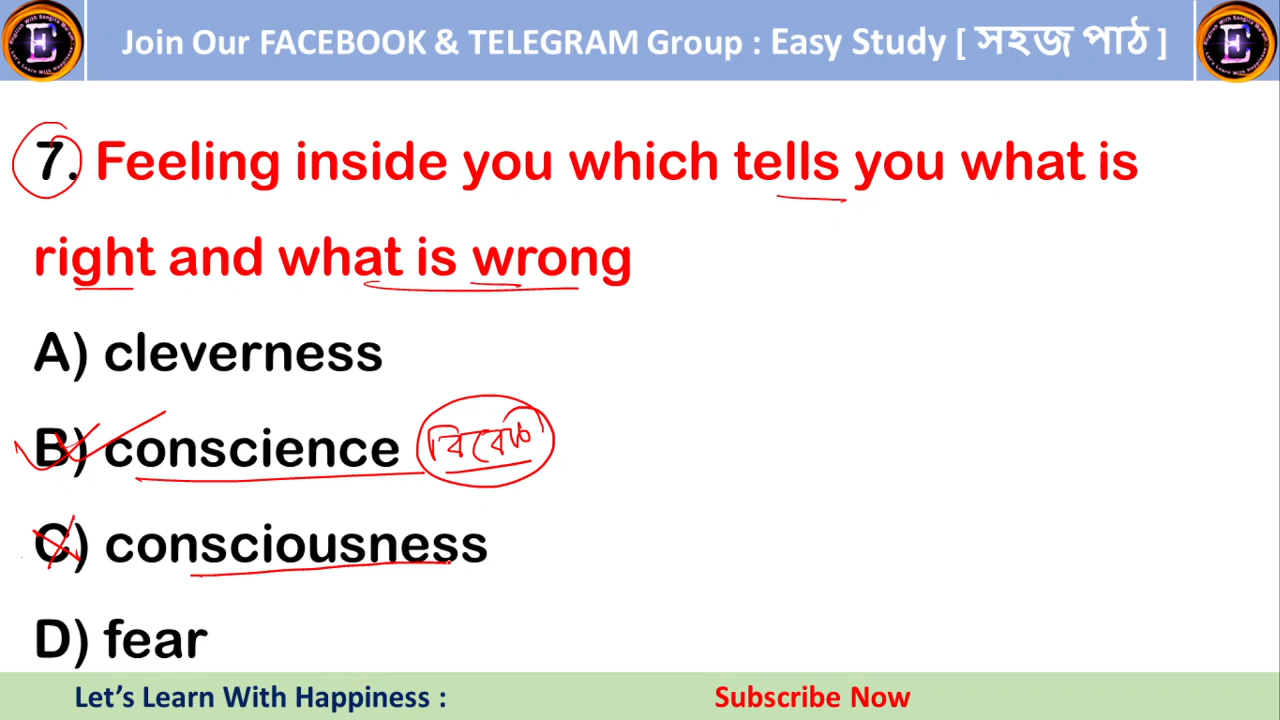 Join Our FACEBOOK & TELEGRAM Group : Easy Study [ সহজ পাঠ ]
7. Feeling inside you which tells you what is
right and what is wrong
A) cleverness
B) conscience
C) consciousness
D) fear
Let's Learn With Happiness : Subscribe Now